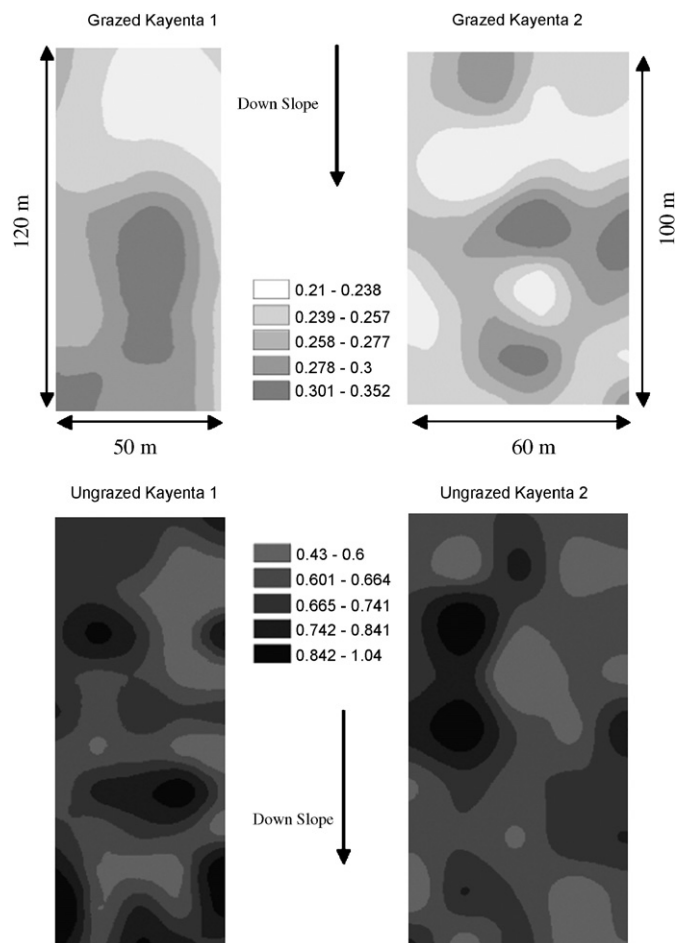 Grazed Kayenta 1
Grazed Kayenta 2
Down Slope
120 m
100 m
0.21 - 0.238
0.239 - 0.257
0.258 - 0.277
0.278 - 0.3
0.301 - 0.352
50 m
60 m
Ungrazed Kayenta 1
Ungrazed Kayenta 2
0.43 - 0.6
0.601 - 0.664
0.665 - 0.741
0.742 - 0.841
0.842 - 1.04
Down Slope